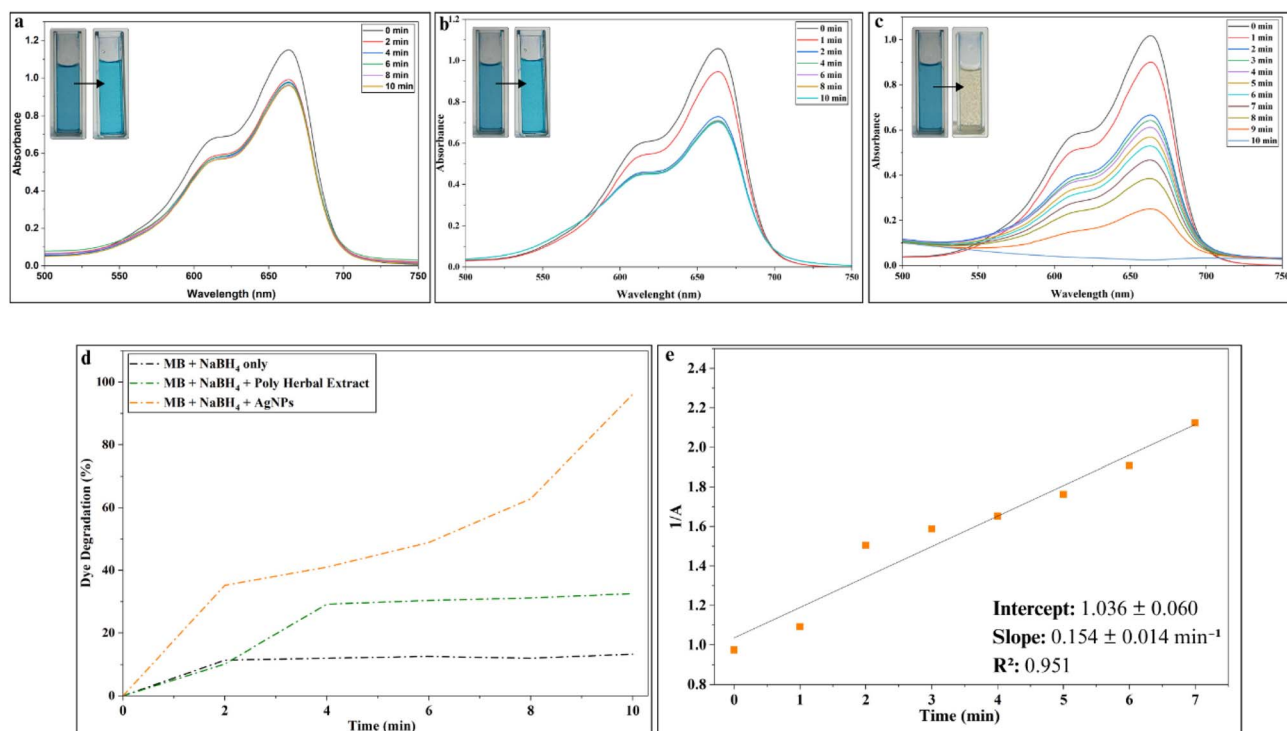 a
0 min
2 min
4 min
6 min
8 min
10 min
1.2
1.0
0.8
0.6
0.4
0.2
0.0
Absorbance
500
550
600
650
700
750
Wavelength (nm)
b
0 min
1 min
2 min
4 min
6 min
8 min
10 min
1.2
1.0
0.8
0.6
0.4
0.2
0.0
Absorbance
500
550
600
650
700
750
Wavelenght (nm)
c
0 min
1 min
2 min
3 min
4 min
5 min
6 min
7 min
8 min
9 min
10 min
1.0
0.8
0.6
0.4
0.2
0.0
Absorbance
500
550
600
650
700
750
Wavelength (nm)
d
MB + NaBH₄ only
MB + NaBH₄ + Poly Herbal Extract
MB + NaBH₄ + AgNPs
100
80
60
40
20
0
Dye Degradation (%)
0
2
4
6
8
10
Time (min)
e
2.4
2.2
2.0
1.8
1.6
1.4
1.2
1.0
0.8
1/A
Intercept: 1.036 ± 0.060
Slope: 0.154 ± 0.014 min⁻¹
R²: 0.951
0
1
2
3
4
5
6
7
Time (min)